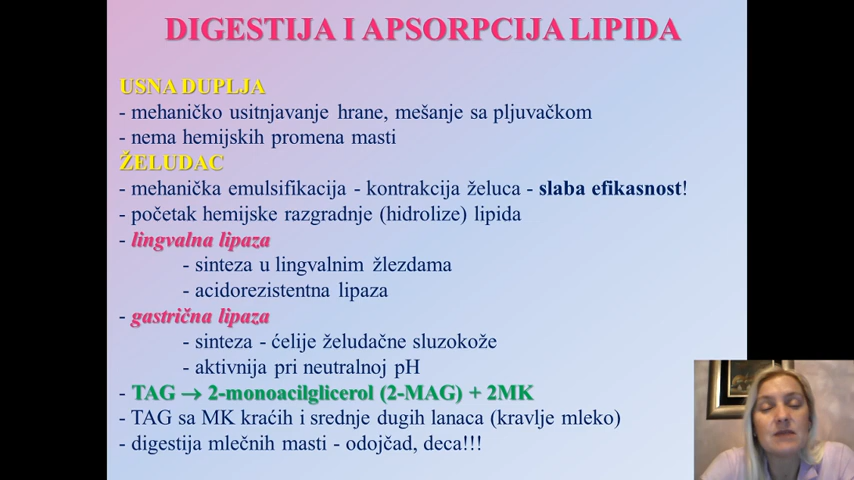 DIGESTIJA I APSORPCIJA LIPIDA
USNA DUPLJA
- mehaničko usitnjavanje hrane, mešanje sa pljuvačkom
- nema hemijskih promena masti
ŽELUDAC
- mehanička emulsifikacija - kontrakcija želuca - slaba efikasnost!
- početak hemijske razgradnje (hidrolize) lipida
- lingvalna lipaza
- sinteza u lingvalnim žlezdama
- acidorezistentna lipaza
- gastrična lipaza
- sinteza - ćelije želudačne sluzokože
- aktivnija pri neutralnoj pH
- TAG → 2-monoacilglicerol (2-MAG) + 2MK
- TAG sa MK kraćih i srednje dugih lanaca (kravlje mleko)
- digestija mlečnih masti - odojčad, deca!!!